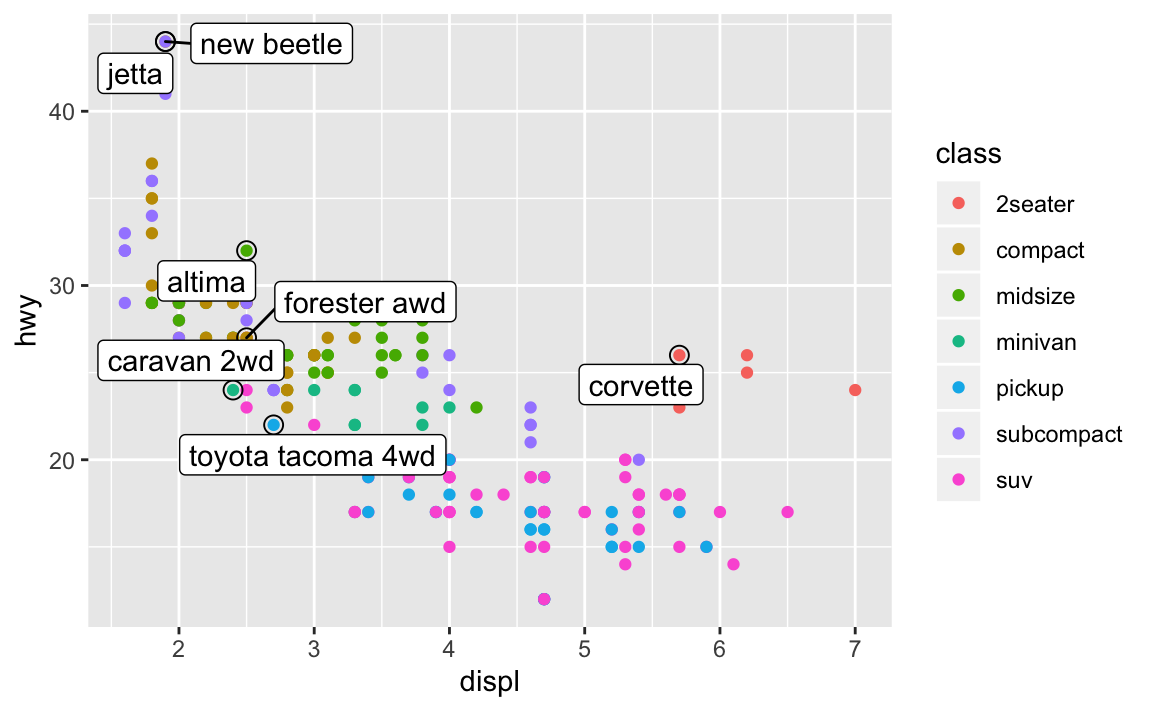 new beetle
jetta
altima
forester awd
caravan 2wd
corvette
toyota tacoma 4wd
40
30
20
hwy
2 3 4 5 6 7
displ
class
2seater
compact
midsize
minivan
pickup
subcompact
suv